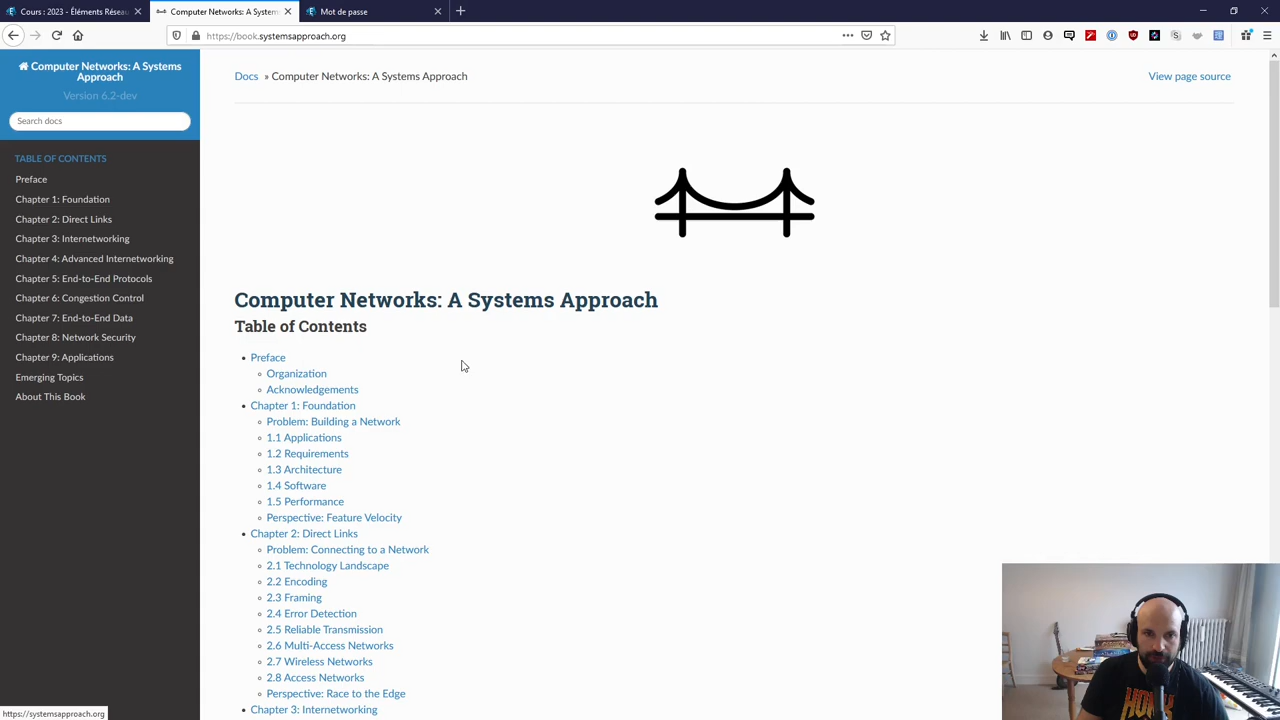 Cours : 2023 - Éléments Réseau
Computer Networks: A System
Mot de passe
https://book.systemsapproach.org
Computer Networks: A Systems
Approach
Version 6.2-dev
Search docs
TABLE OF CONTENTS
Preface
Chapter 1: Foundation
Chapter 2: Direct Links
Chapter 3: Internetworking
Chapter 4: Advanced Internetworking
Chapter 5: End-to-End Protocols
Chapter 6: Congestion Control
Chapter 7: End-to-End Data
Chapter 8: Network Security
Chapter 9: Applications
Emerging Topics
About This Book
Docs » Computer Networks: A Systems Approach
View page source
Computer Networks: A Systems Approach
Table of Contents
Preface
Organization
Acknowledgements
Chapter 1: Foundation
Problem: Building a Network
1.1 Applications
1.2 Requirements
1.3 Architecture
1.4 Software
1.5 Performance
Perspective: Feature Velocity
Chapter 2: Direct Links
Problem: Connecting to a Network
2.1 Technology Landscape
2.2 Encoding
2.3 Framing
2.4 Error Detection
2.5 Reliable Transmission
2.6 Multi-Access Networks
2.7 Wireless Networks
2.8 Access Networks
Perspective: Race to the Edge
Chapter 3: Internetworking
https://systemsapproach.org